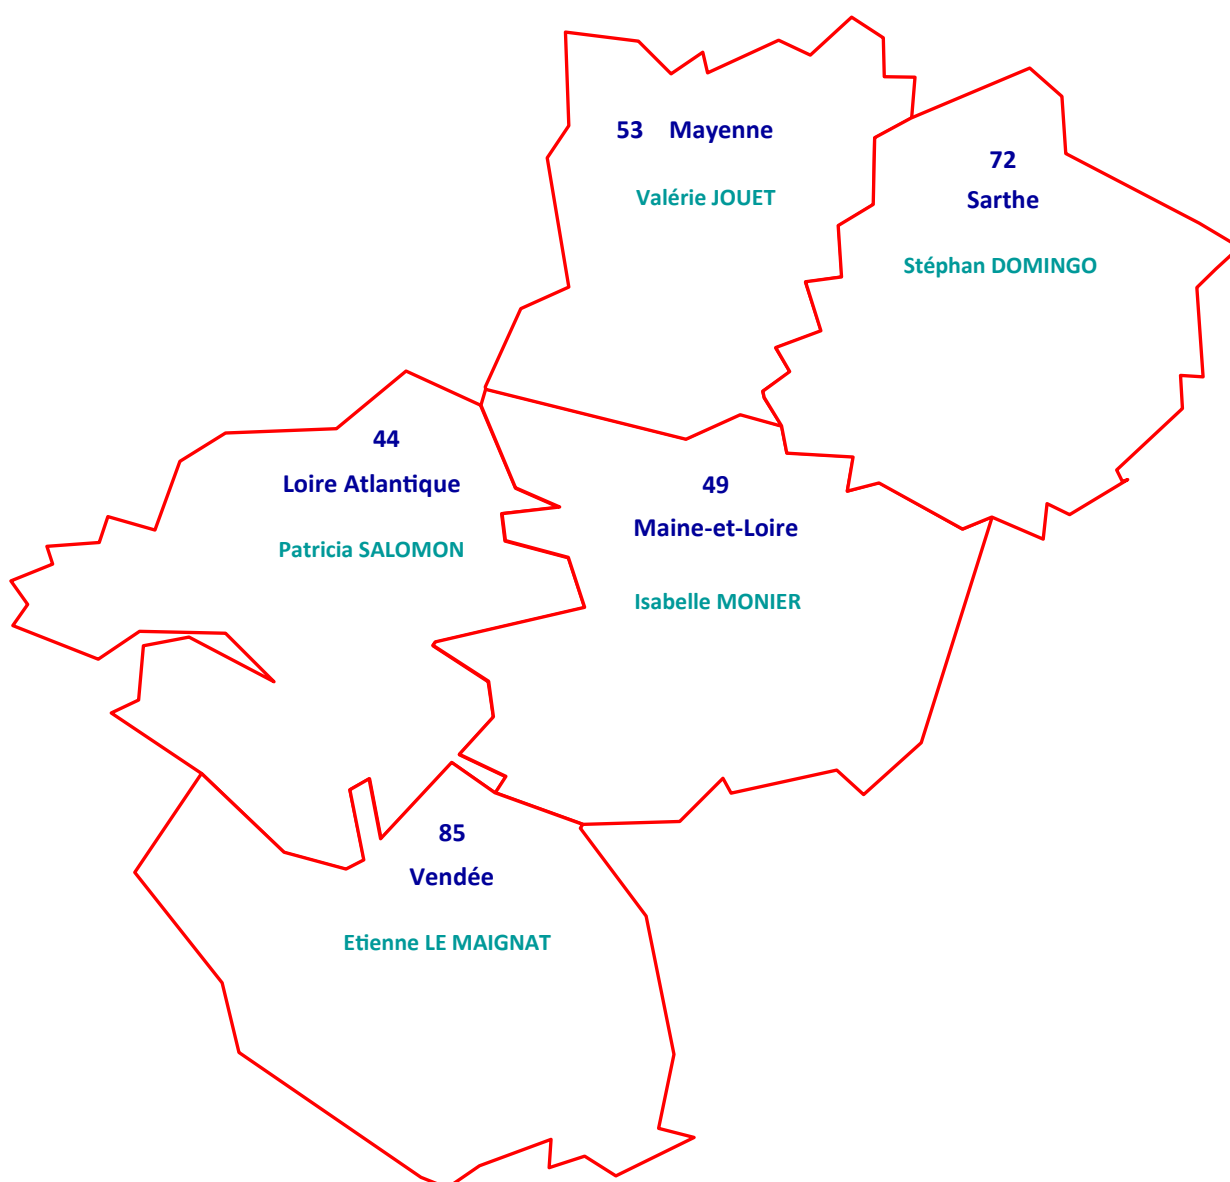 53 Mayenne
Valérie JOUET
72
Sarthe
Stéphan DOMINGO
44
Loire Atlantique
Patricia SALOMON
49
Maine-et-Loire
Isabelle MONIER
85
Vendée
Etienne LE MAIGNAT